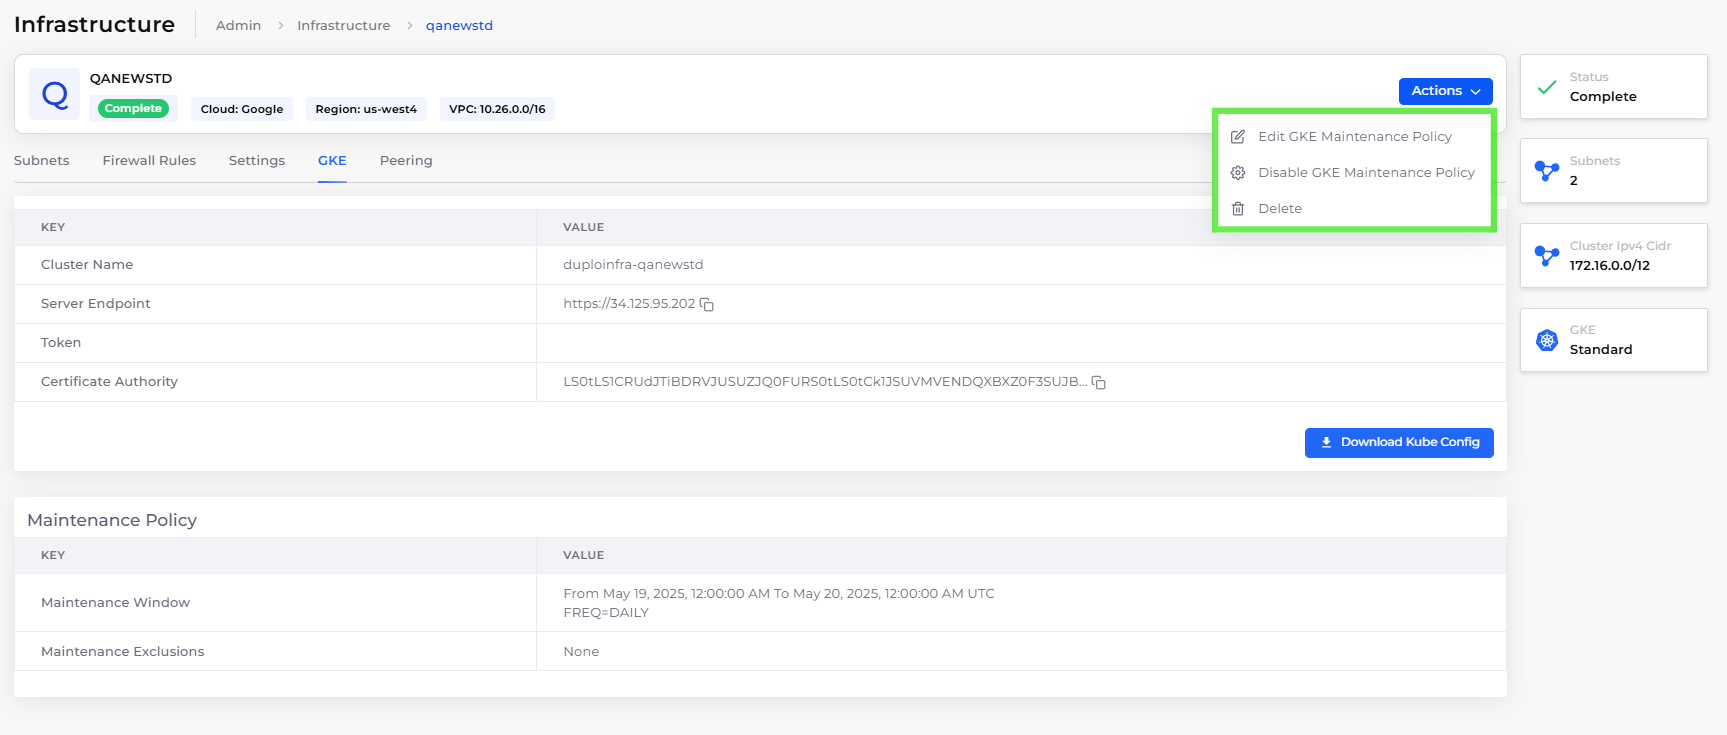 Infrastructure
Admin > Infrastructure > qanewstd
Q
QANEWSTD
Complete
Cloud: Google
Region: us-west4
VPC: 10.26.0.0/16
Actions
Edit GKE Maintenance Policy
Disable GKE Maintenance Policy
Delete
Subnets Firewall Rules Settings GKE Peering
KEY VALUE
Cluster Name duploinfra-qanewstd
Server Endpoint https://34.125.95.202
Token
Certificate Authority LS0tLS1CRUdJTiBDRVJUSUZJQ0FURS0tLS0tCk1JSUVMVENDQXBXZ0F3SUJB...
Download Kube Config
Maintenance Policy
KEY VALUE
Maintenance Window From May 19, 2025, 12:00:00 AM To May 20, 2025, 12:00:00 AM UTC
FREQ=DAILY
Maintenance Exclusions None
Status
Complete
Subnets
2
Cluster Ipv4 Cidr
172.16.0.0/12
GKE
Standard